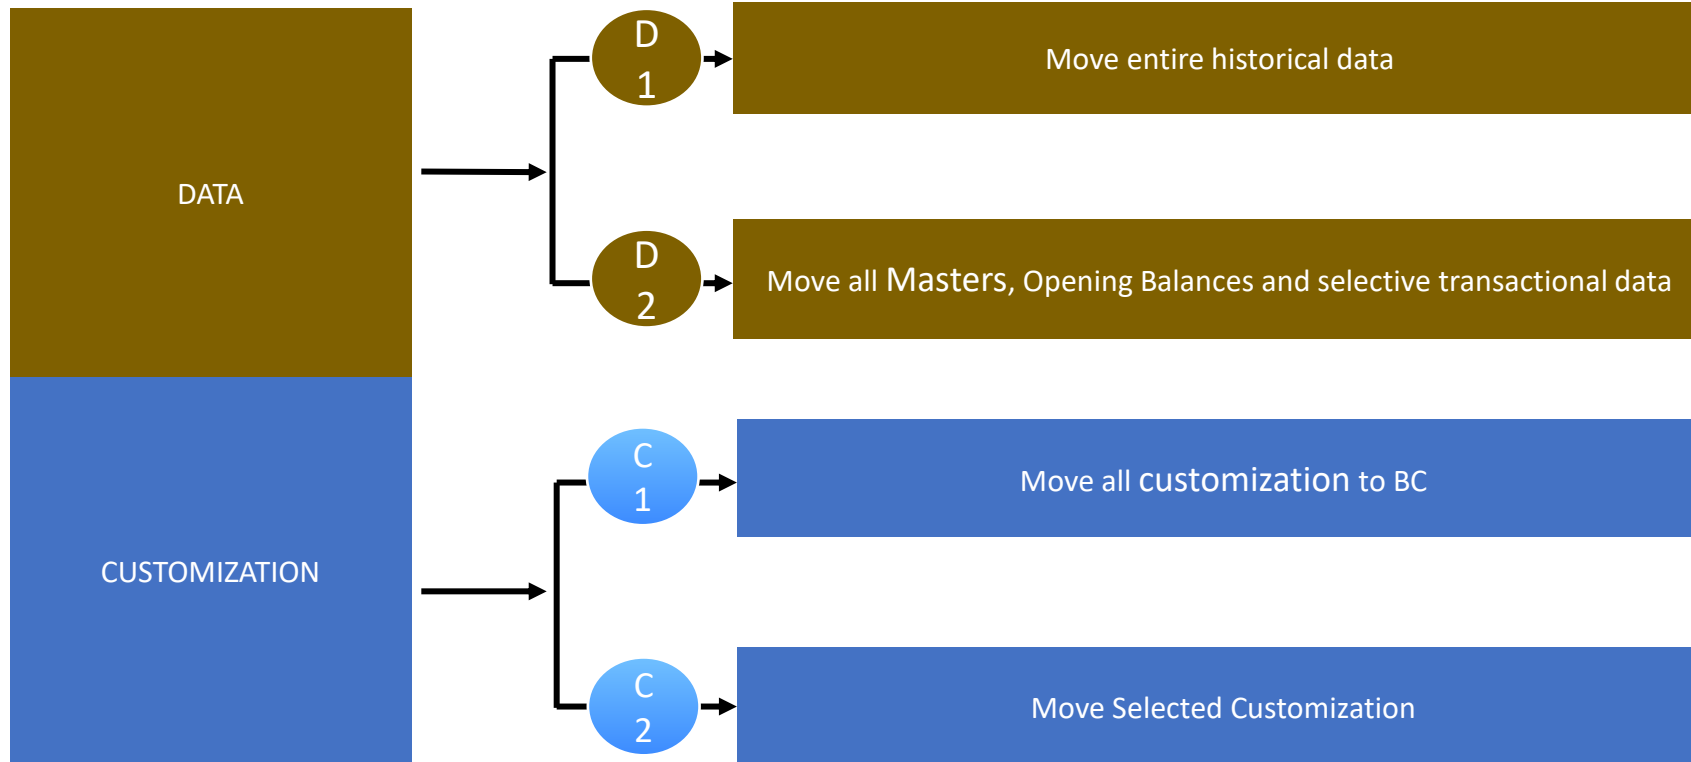 D
1
Move entire historical data
DATA
D
2
Move all Masters, Opening Balances and selective transactional data
C
1
Move all customization to BC
CUSTOMIZATION
C
2
Move Selected Customization